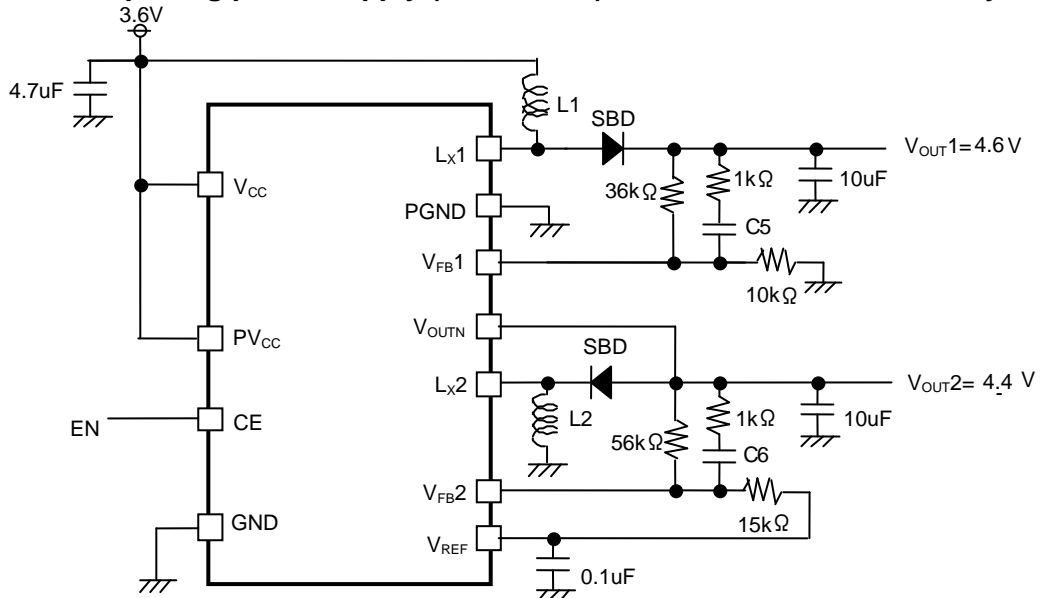 3.6V
4.7uF
L1
SBD
LX1
VOUT1=4.6 V
VCC
36kΩ
1kΩ
10uF
PGND
C5
VFB1
10kΩ
VOUTN
PVCC
SBD
LX2
VOUT2= 4.4 V
EN
CE
L2
56kΩ
1kΩ
10uF
C6
VFB2
GND
15kΩ
VREF
0.1uF